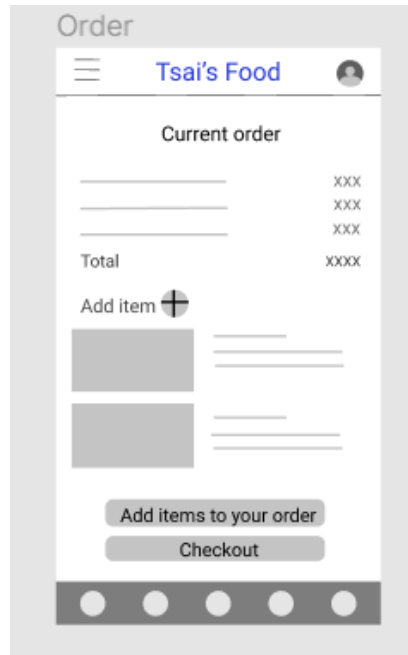 Order
Tsai's Food
Current order
xxx
xxx
xxx
Total xxxx
Add item
Add items to your order
Checkout